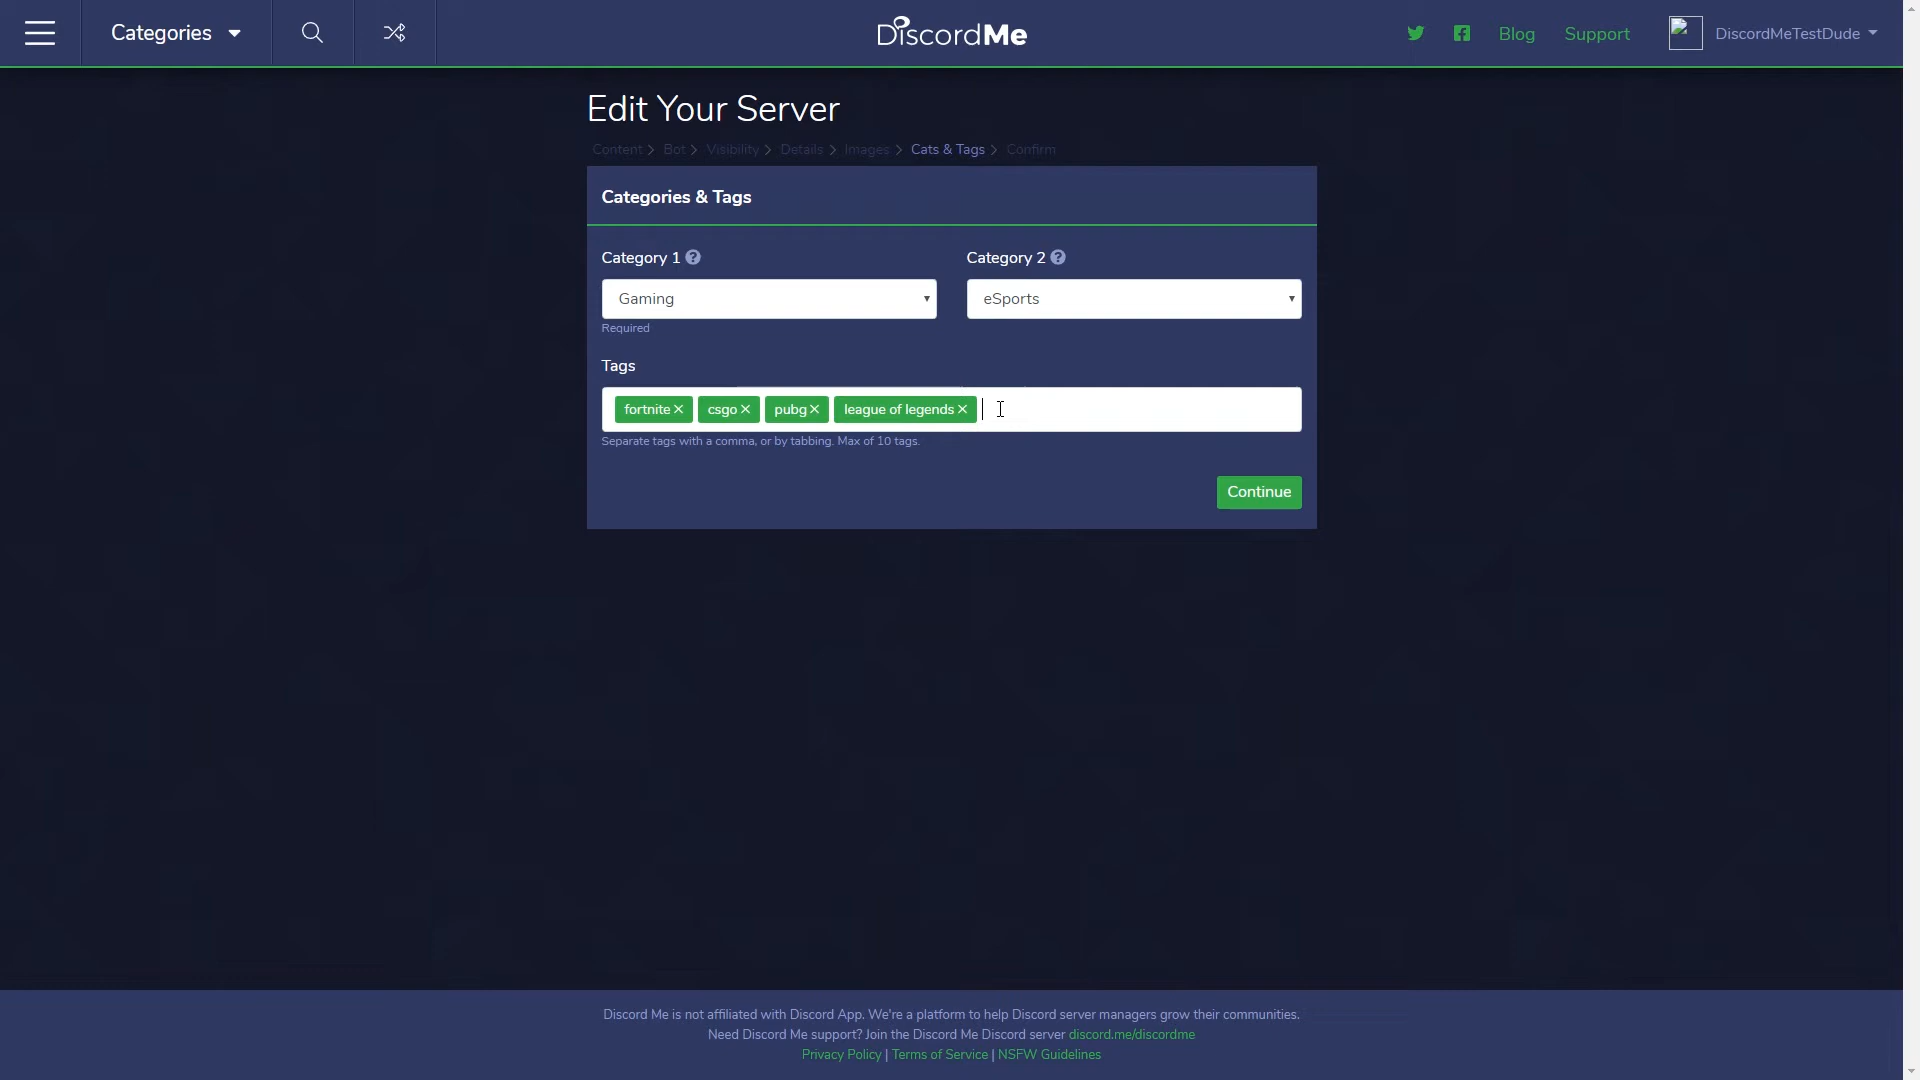 Categories
DiscordMe
Blog
Support
DiscordMeTestDude
Edit Your Server
Content > Bot > Visibility > Details > Images > Cats & Tags > Confirm
Categories & Tags
Category 1 ?
Category 2 ?
Gaming
eSports
Required
Tags
fortnite × csgo × pubg × league of legends ×
Separate tags with a comma, or by tabbing. Max of 10 tags.
Continue
Discord Me is not affiliated with Discord App. We're a platform to help Discord server managers grow their communities.
Need Discord Me support? Join the Discord Me Discord server discord.me/discordme
Privacy Policy | Terms of Service | NSFW Guidelines